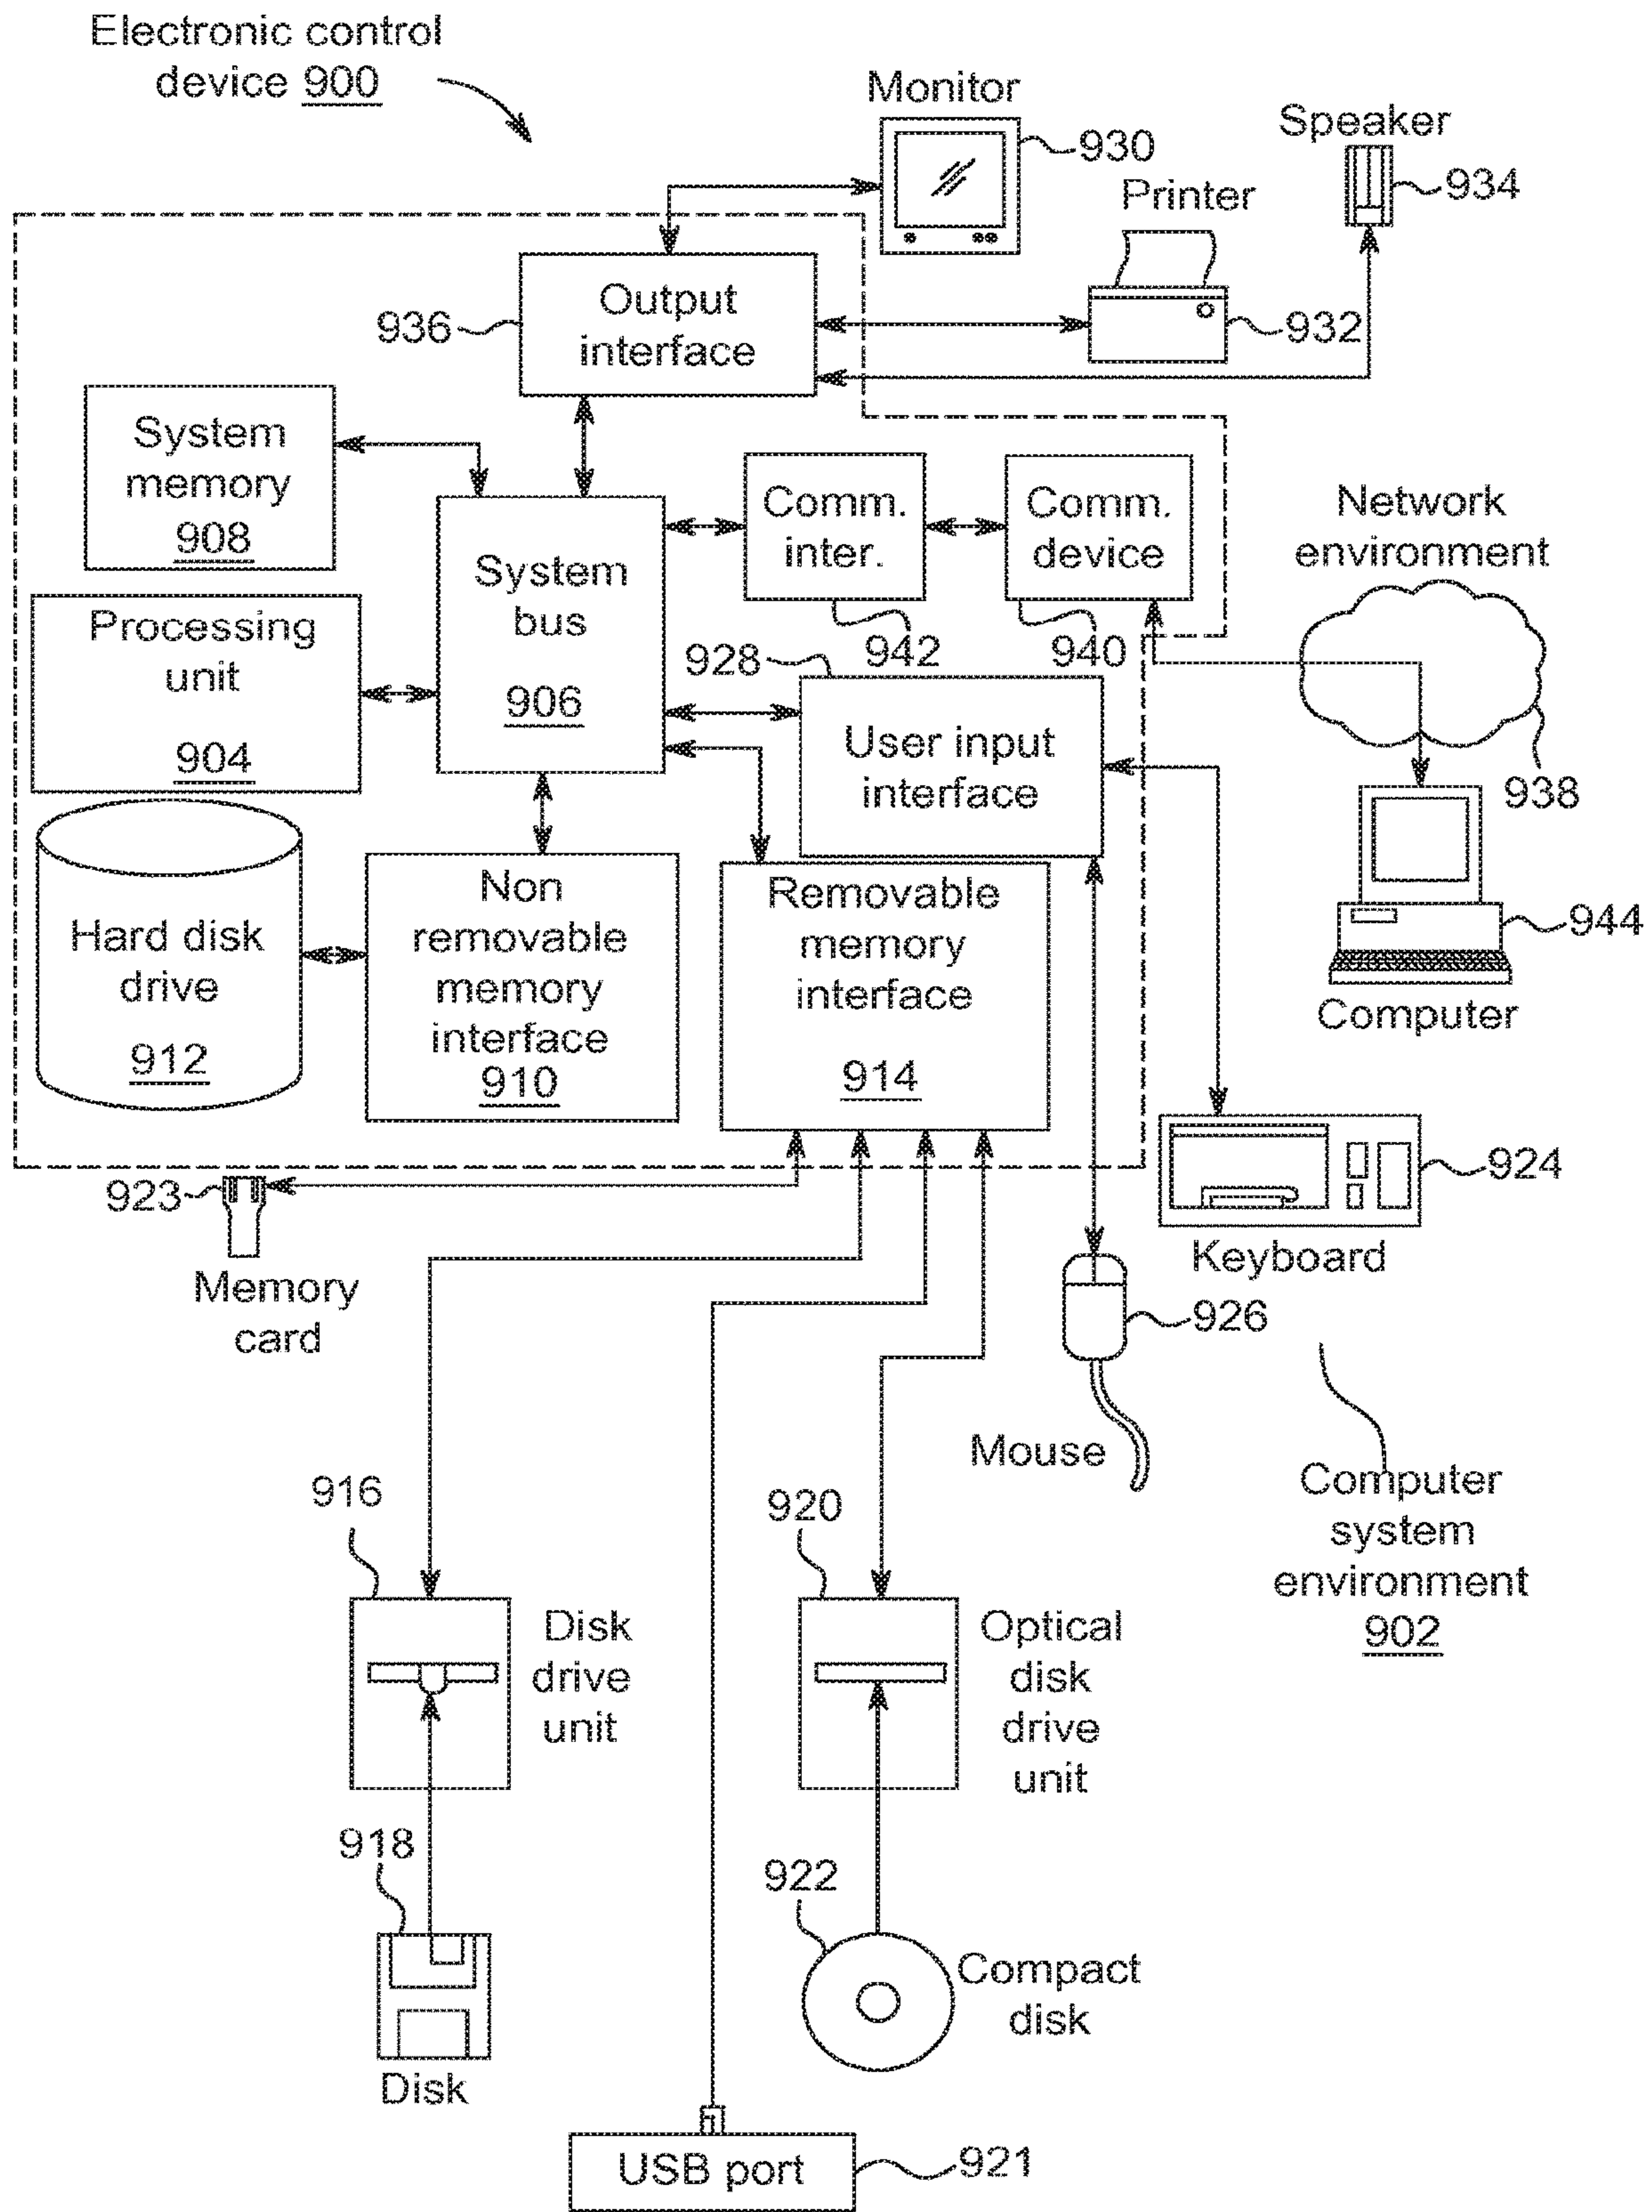 Electronic control
device 900
Monitor
930
Speaker
934
Printer
932
Output
interface
936
System
memory
908
System
bus
906
Comm.
inter.
942
Comm.
device
940
Network
environment
938
Processing
unit
904
928
User input
interface
Hard disk
drive
912
Non
removable
memory
interface
910
Removable
memory
interface
914
944
Computer
923
Memory
card
924
Keyboard
926
Mouse
Computer
system
environment
902
916
Disk
drive
unit
920
Optical
disk
drive
unit
918
Disk
922
Compact
disk
USB port
921